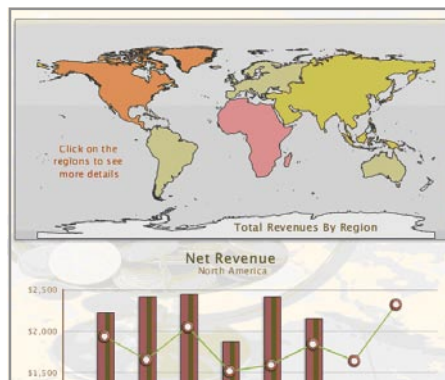 Click on the
regions to see
more details
Total Revenues By Region
Net Revenue
North America
$2,500
$2,000
$1,500